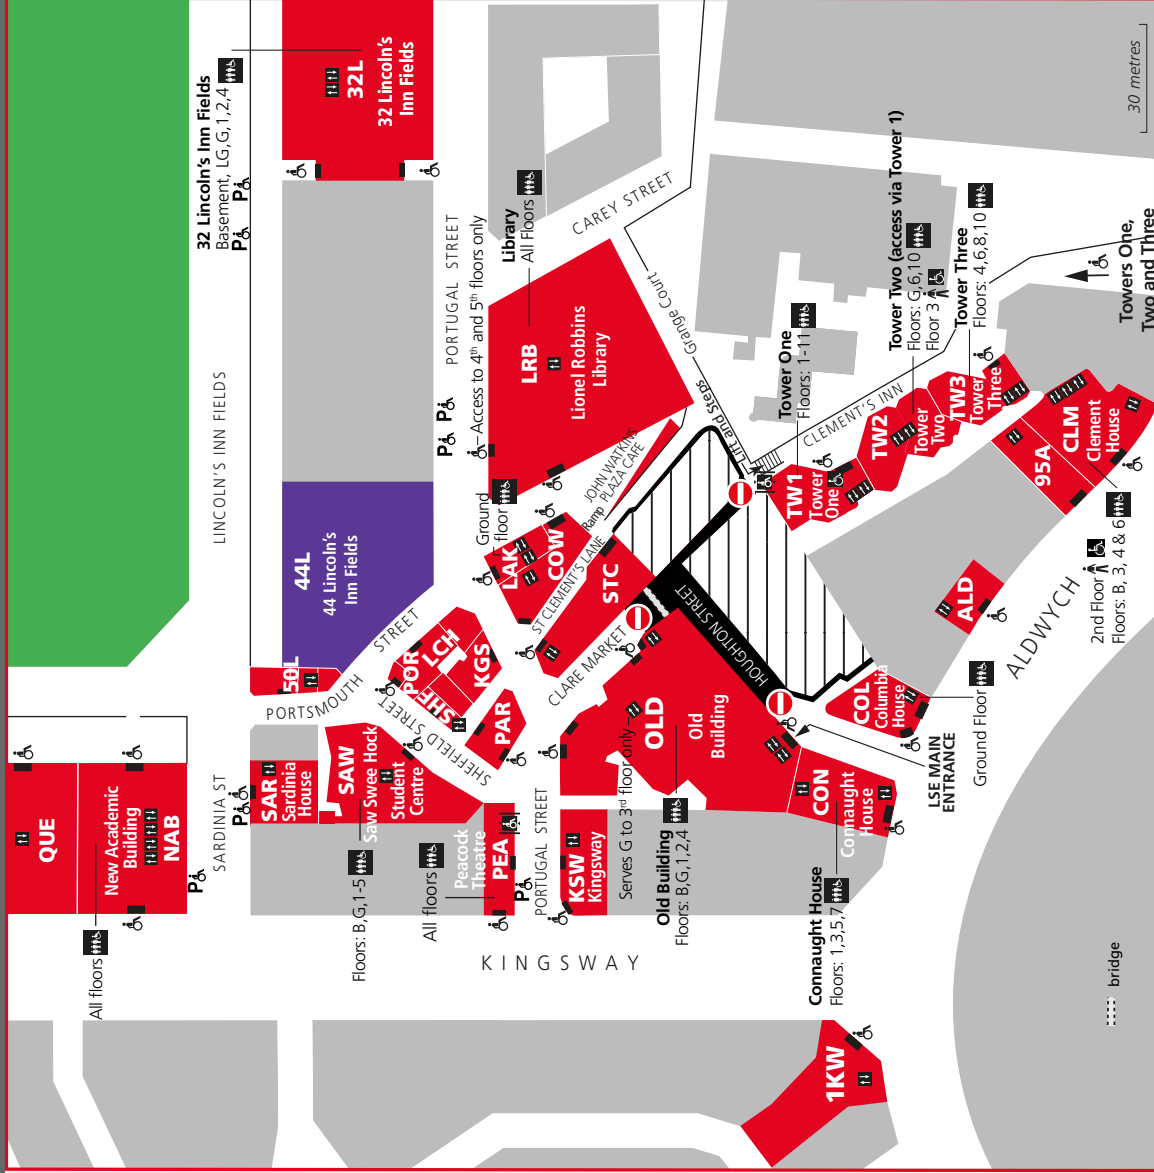 32 Lincoln's Inn Fields
Basement, LG,G,1,2,4
32L
32 Lincoln's
Inn Fields
LINCOLN'S INN FIELDS
44L
44 Lincoln's
Inn Fields
50L
PORTSMOUTH
STREET
PORTUGAL STREET
Access to 4th and 5th floors only
Library
All Floors
LRB
Lionel Robbins
Library
CAREY STREET
Grange Court
Lift and Steps
30 metres
Tower One
Floors: 1-11
Tower Two (access via Tower 1)
Floors: G,6,10
Floor 3
Tower Three
Floors: 4,6,8,10
Towers One,
Two and Three
CLEMENT'S INN
TW1
Tower
One
TW2
Tower
Two
TW3
Tower
Three
CLM
Clement
House
95A
2nd Floor
Floors: B, 3, 4 & 6
ALD
ALDWYCH
JOHN WATKINS
PLAZA CAFE
Ramp
Ground
floor
LAK
COW
ST CLEMENT'S LANE
STC
CLARE MARKET
HOUGHTON STREET
POR
LCH
SHF
KGS
PAR
SHEFFIELD STREET
OLD
Old
Building
Serves G to 3rd floor only
Old Building
Floors: B,G,1,2,4
COL
Columbia
House
Ground Floor
LSE MAIN
ENTRANCE
CON
Connaught
House
Connaught House
Floors: 1,3,5,7
QUE
New Academic
Building
NAB
All floors
SARDINIA ST
SAR
Sardinia
House
SAW
Saw Swee Hock
Student
Centre
Floors: B,G,1-5
All floors
Peacock
Theatre
PEA
PORTUGAL STREET
KSW
Kingsway
KINGSWAY
1KW
bridge
P
P
P
P
P
P
P
P